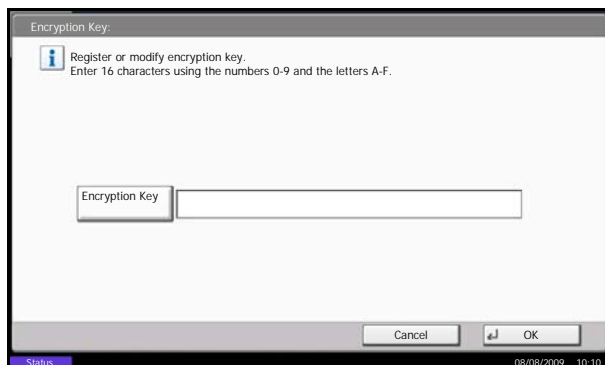 Encryption Key:
Register or modify encryption key.
Enter 16 characters using the numbers 0-9 and the letters A-F.
Encryption Key
Cancel
OK
Status
08/08/2009 10:10